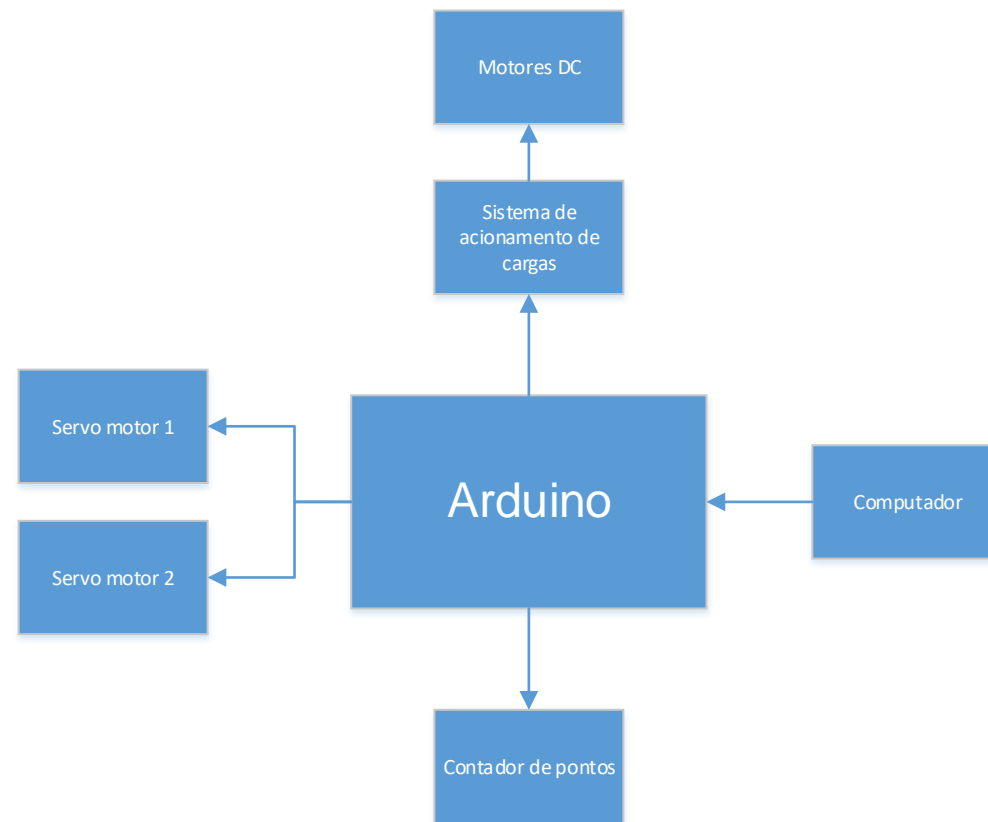 Motores DC
Sistema de
acionamento de
cargas
Servo motor 1
Arduino
Computador
Servo motor 2
Contador de pontos